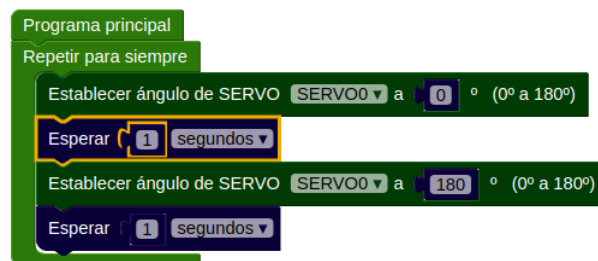 Programa principal
Repetir para siempre
Establecer ángulo de SERVO SERVO0 a 0 º (0º a 180º)
Esperar 1 segundos
Establecer ángulo de SERVO SERVO0 a 180 º (0º a 180º)
Esperar 1 segundos